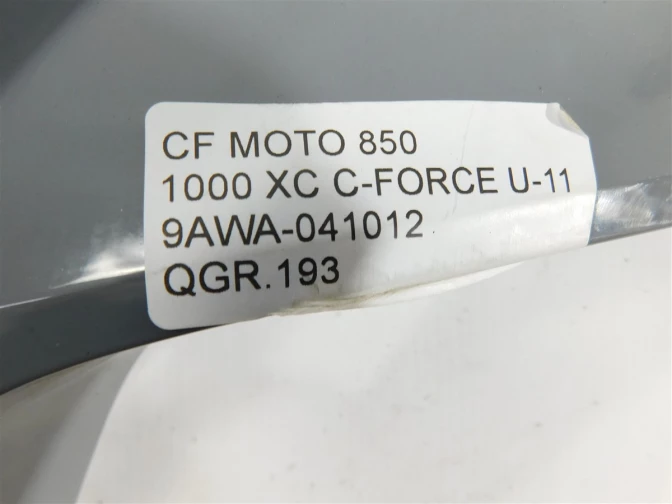 CF MOTO 850
1000 XC C-FORCE U-11
9AWA-041012
QGR.193